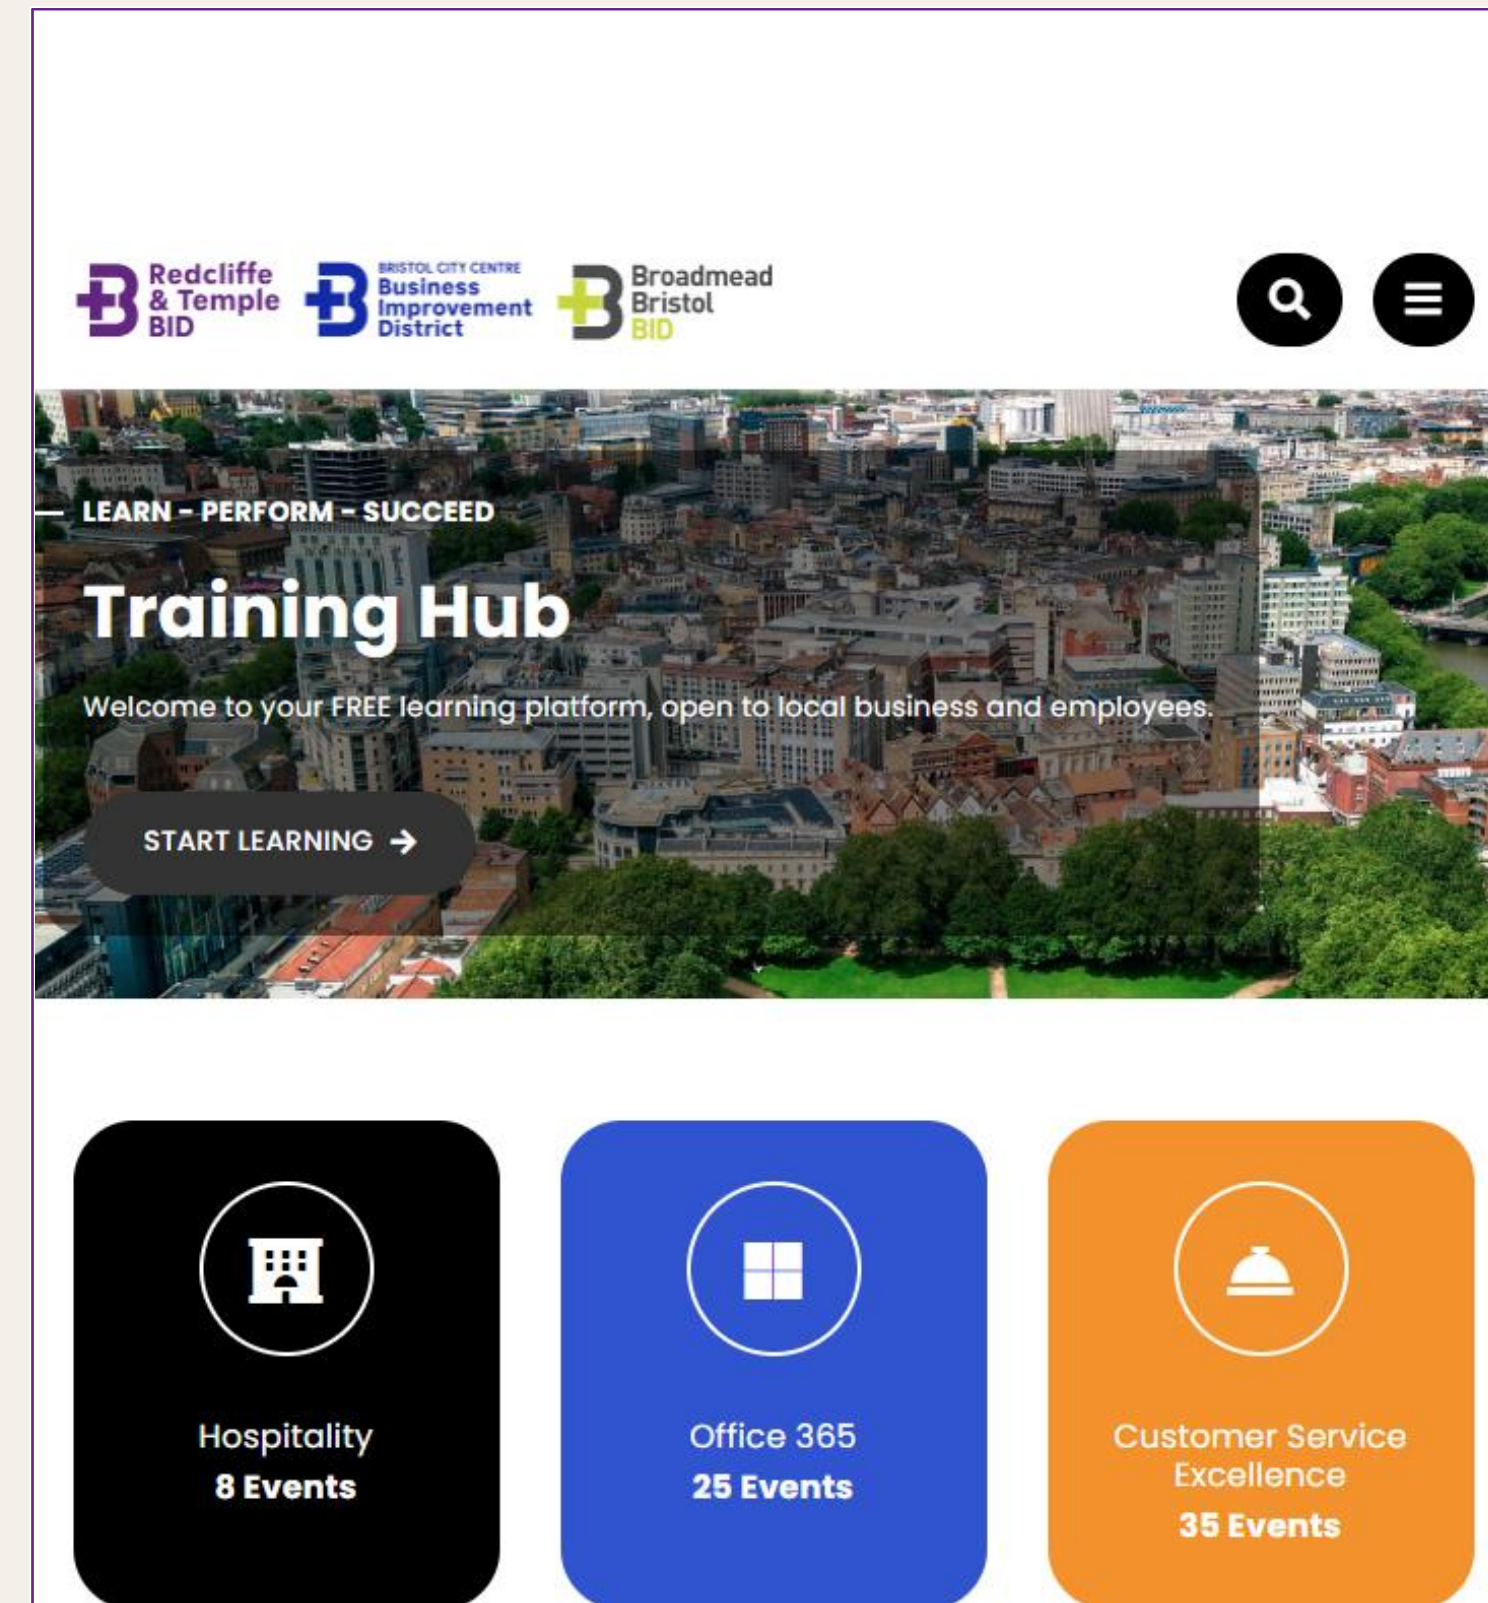 Redcliffe
& Temple
BID
BRISTOL CITY CENTRE
Business
Improvement
District
Broadmead
Bristol
BID
LEARN - PERFORM - SUCCEED
Training Hub
Welcome to your FREE learning platform, open to local business and employees.
START LEARNING →
Hospitality
8 Events
Office 365
25 Events
Customer Service
Excellence
35 Events